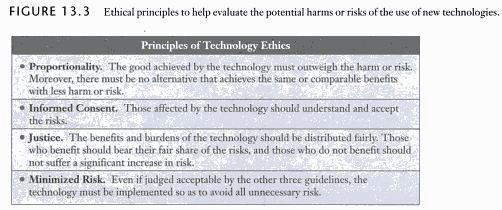 FIGURE 13.3 Ethical principles to help evaluate the potential harms or risks of the use of new technologies.
Principles of Technology Ethics
• Proportionality. The good achieved by the technology must outweigh the harm or risk.
Moreover, there must be no alternative that achieves the same or comparable benefits
with less harm or risk.
• Informed Consent. Those affected by the technology should understand and accept
the risks.
• Justice. The benefits and burdens of the technology should be distributed fairly. Those
who benefit should bear their fair share of the risks, and those who do not benefit should
not suffer a significant increase in risk.
• Minimized Risk. Even if judged acceptable by the other three guidelines, the
technology must be implemented so as to avoid all unnecessary risk.